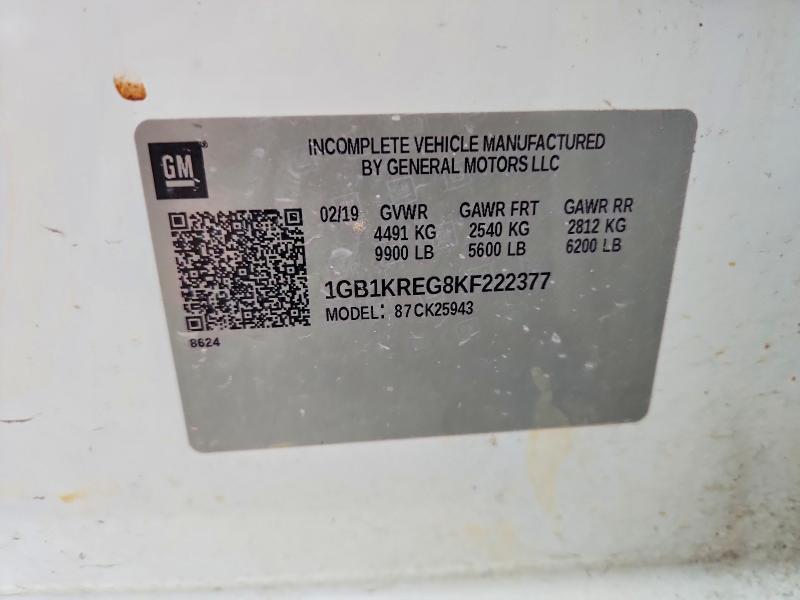 INCOMPLETE VEHICLE MANUFACTURED
BY GENERAL MOTORS LLC
GM®
02/19 GVWR GAWR FRT GAWR RR
4491 KG 2540 KG 2812 KG
9900 LB 5600 LB 6200 LB
1GB1KREG8KF222377
MODEL: 87CK25943
8624